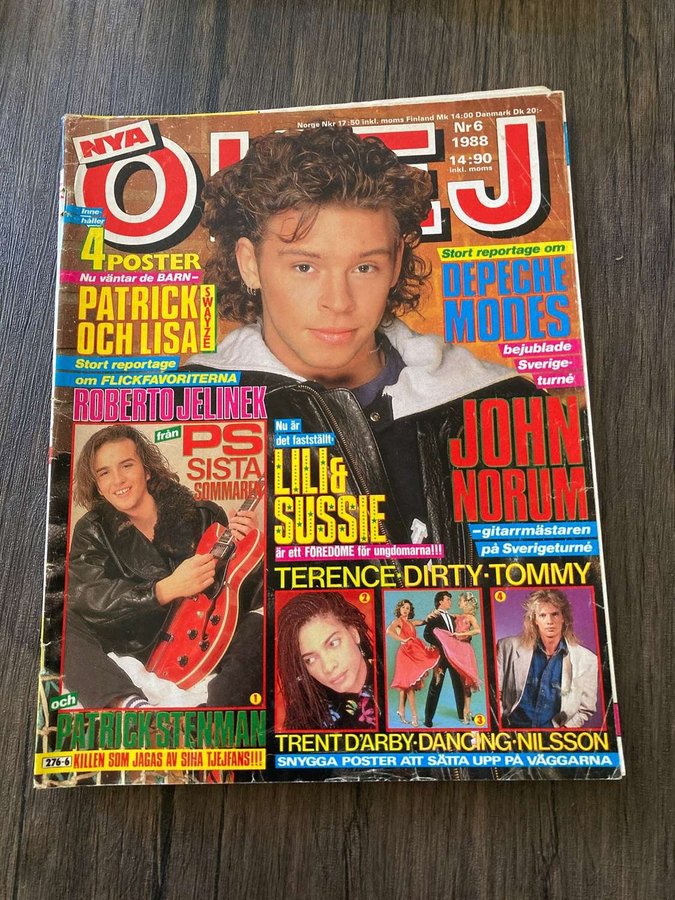 Norge Nkr 17:50 inkl. moms Finland Mk 14:00 Danmark Dk 20:-
NYA
OKEJ
Nr 6
1988
14:90
inkl. moms
Inne-
håller
4 POSTER
Nu väntar de BARN–
PATRICK
OCH LISA
SWAYZE
Stort reportage om
DEPECHE
MODES
bejublade
Sverige-
turné
Stort reportage
om FLICKFAVORITERNA
ROBERTO JELINEK
från PS
SISTA
SOMMAREN
Nu är
det fastställt:
LILI &
SUSSIE
är ett FÖREDÖME för ungdomarna!!!
JOHN
NORUM
–gitarrmästaren
på Sverigeturné
TERENCE·DIRTY·TOMMY
2
3
4
TRENT D'ARBY·DANCING·NILSSON
SNYGGA POSTER ATT SÄTTA UPP PÅ VÄGGARNA
1
och
PATRICK STENMAN
276-6
KILLEN SOM JAGAS AV SINA TJEJFANS!!!